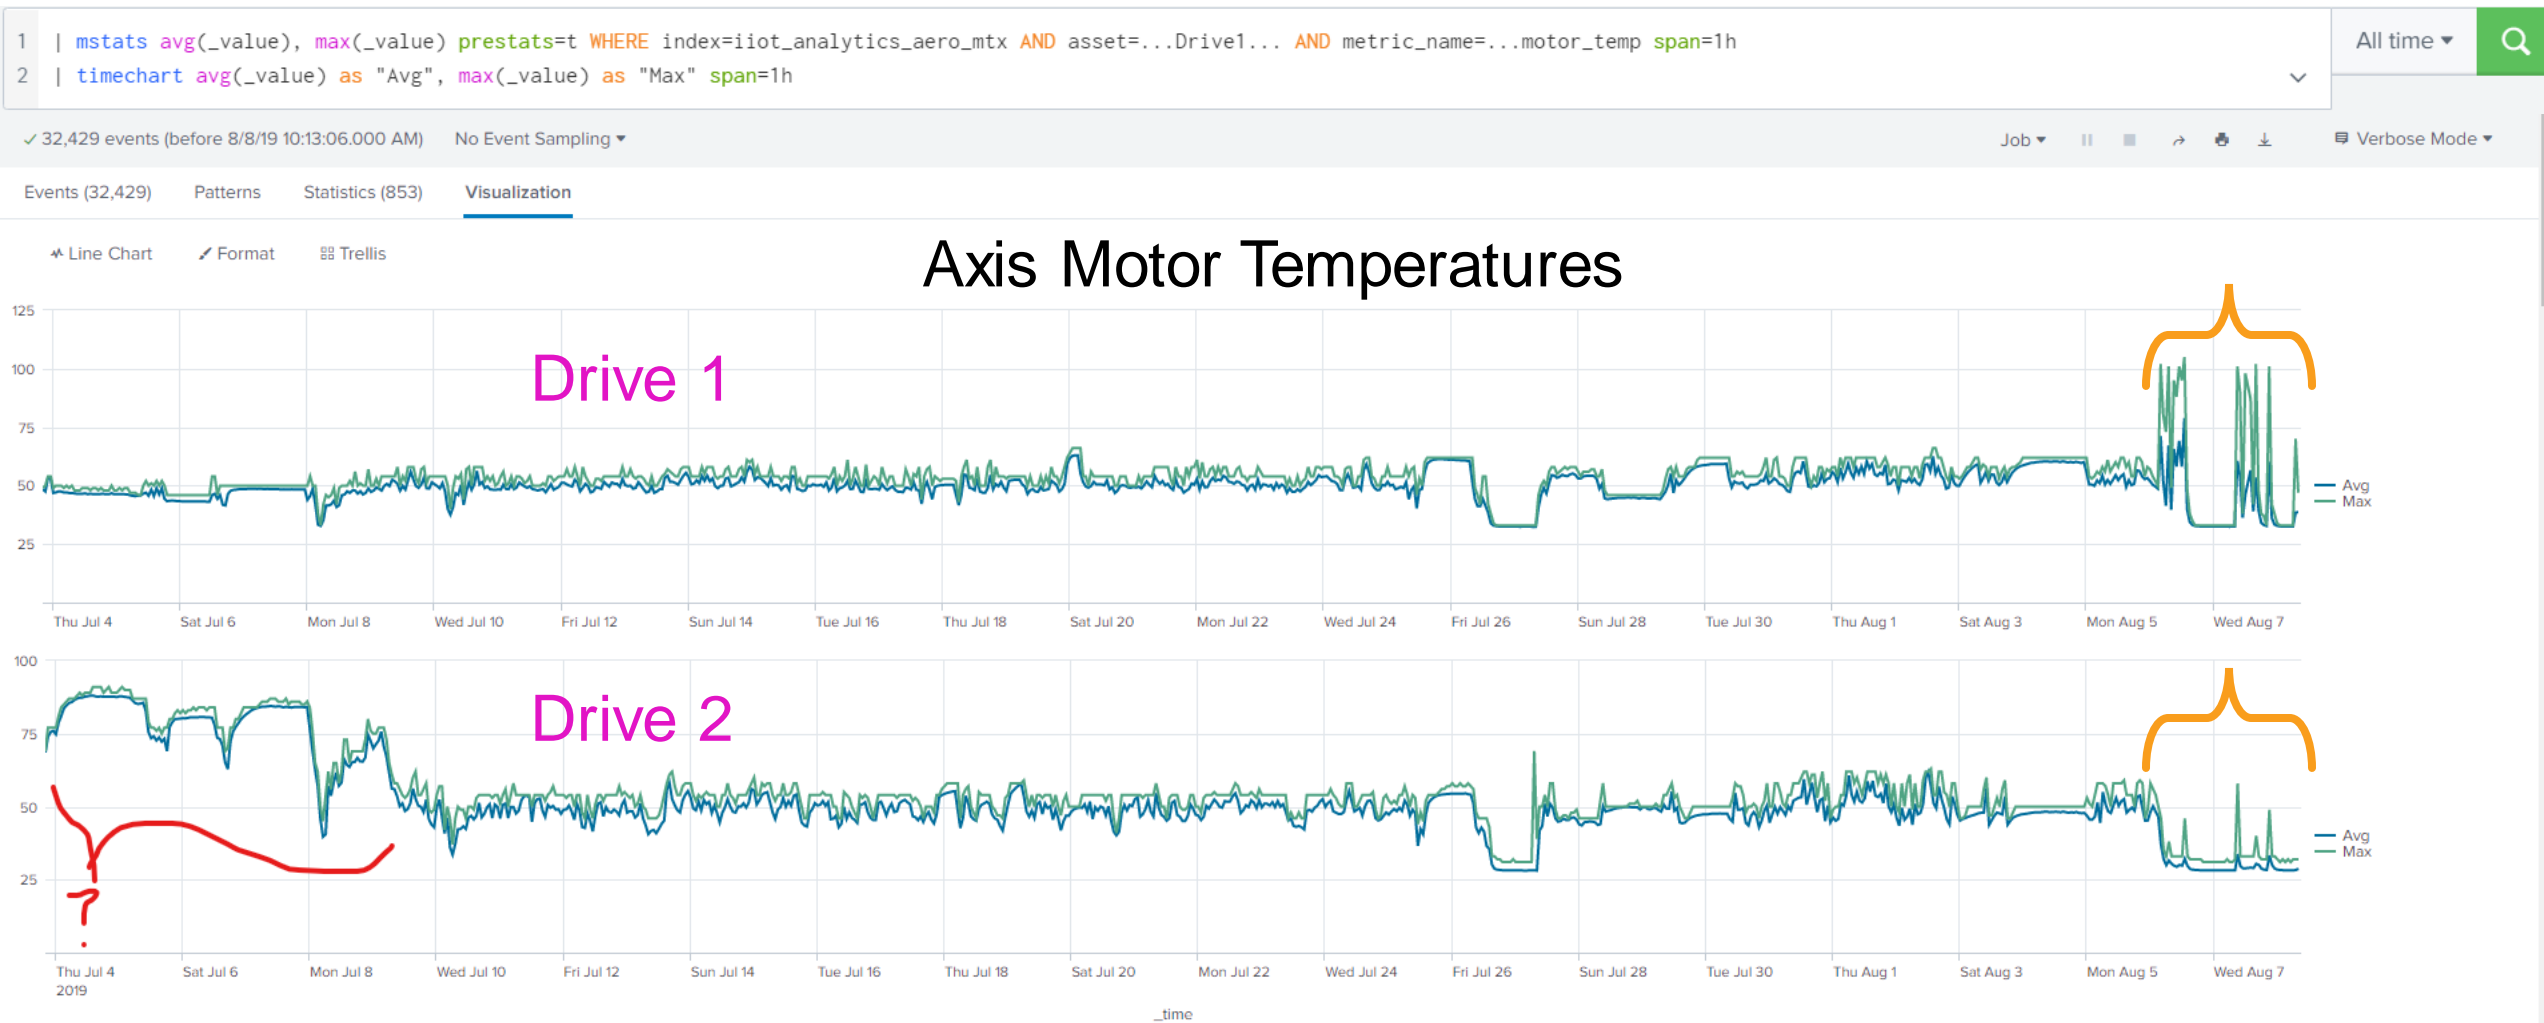 1 | mstats avg(_value), max(_value) prestats=t WHERE index=iiot_analytics_aero_mtx AND asset=...Drive1... AND metric_name=...motor_temp span=1h
All time
2 | timechart avg(_value) as "Avg", max(_value) as "Max" span=1h
✓ 32,429 events (before 8/8/19 10:13:06.000 AM) No Event Sampling
Job Verbose Mode
Events (32,429) Patterns Statistics (853) Visualization
Line Chart Format Trellis
Axis Motor Temperatures
125
100
75
50
25
Drive 1
Avg
Max
Thu Jul 4 Sat Jul 6 Mon Jul 8 Wed Jul 10 Fri Jul 12 Sun Jul 14 Tue Jul 16 Thu Jul 18 Sat Jul 20 Mon Jul 22 Wed Jul 24 Fri Jul 26 Sun Jul 28 Tue Jul 30 Thu Aug 1 Sat Aug 3 Mon Aug 5 Wed Aug 7
100
75
50
25
Drive 2
?
Avg
Max
Thu Jul 4 Sat Jul 6 Mon Jul 8 Wed Jul 10 Fri Jul 12 Sun Jul 14 Tue Jul 16 Thu Jul 18 Sat Jul 20 Mon Jul 22 Wed Jul 24 Fri Jul 26 Sun Jul 28 Tue Jul 30 Thu Aug 1 Sat Aug 3 Mon Aug 5 Wed Aug 7
2019
_time